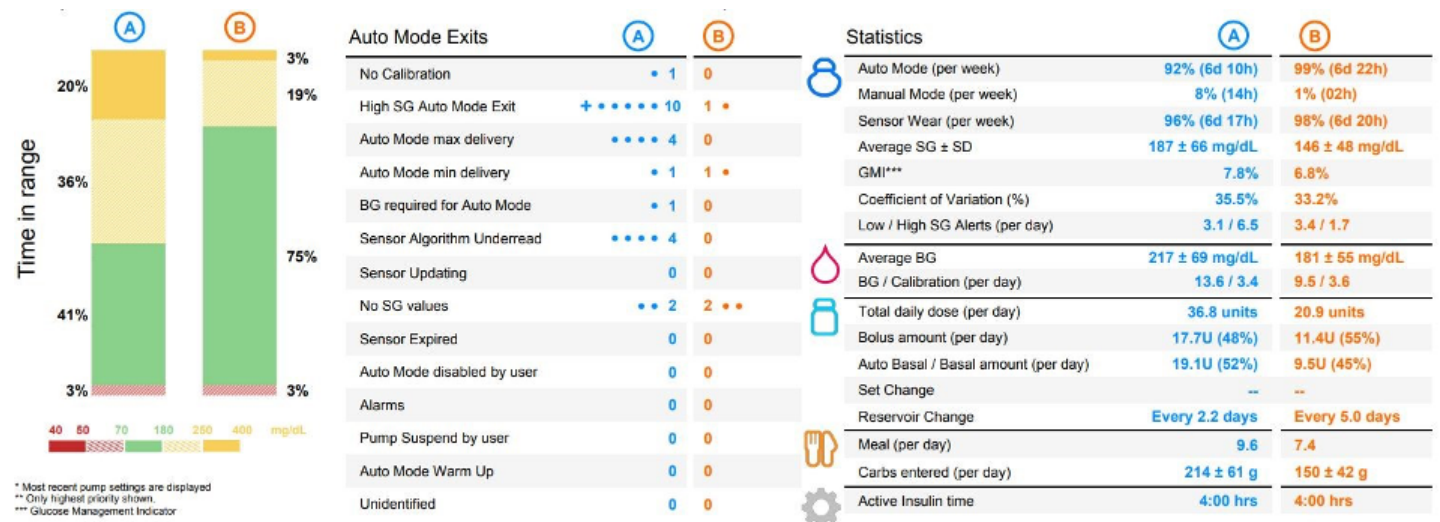 A B
20%
36%
41%
3%
3%
19%
75%
3%
Time in range
40 50 70 180 250 400 mg/dL
* Most recent pump settings are displayed
** Only highest priority shown.
*** Glucose Management Indicator
Auto Mode Exits A B
No Calibration 1 0
High SG Auto Mode Exit + 10 1
Auto Mode max delivery 4 0
Auto Mode min delivery 1 1
BG required for Auto Mode 1 0
Sensor Algorithm Underread 4 0
Sensor Updating 0 0
No SG values 2 2
Sensor Expired 0 0
Auto Mode disabled by user 0 0
Alarms 0 0
Pump Suspend by user 0 0
Auto Mode Warm Up 0 0
Unidentified 0 0
Statistics A B
Auto Mode (per week) 92% (6d 10h) 99% (6d 22h)
Manual Mode (per week) 8% (14h) 1% (02h)
Sensor Wear (per week) 96% (6d 17h) 98% (6d 20h)
Average SG ± SD 187 ± 66 mg/dL 146 ± 48 mg/dL
GMI*** 7.8% 6.8%
Coefficient of Variation (%) 35.5% 33.2%
Low / High SG Alerts (per day) 3.1 / 6.5 3.4 / 1.7
Average BG 217 ± 69 mg/dL 181 ± 55 mg/dL
BG / Calibration (per day) 13.6 / 3.4 9.5 / 3.6
Total daily dose (per day) 36.8 units 20.9 units
Bolus amount (per day) 17.7U (48%) 11.4U (55%)
Auto Basal / Basal amount (per day) 19.1U (52%) 9.5U (45%)
Set Change -- --
Reservoir Change Every 2.2 days Every 5.0 days
Meal (per day) 9.6 7.4
Carbs entered (per day) 214 ± 61 g 150 ± 42 g
Active Insulin time 4:00 hrs 4:00 hrs